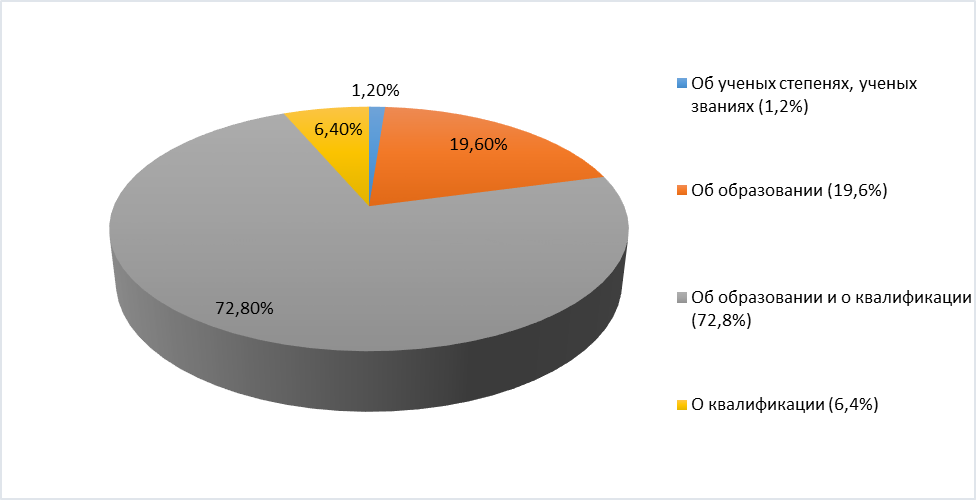 1,20%
6,40%
19,60%
72,80%
Об ученых степенях, ученых
званиях (1,2%)
Об образовании (19,6%)
Об образовании и о квалификации
(72,8%)
О квалификации (6,4%)